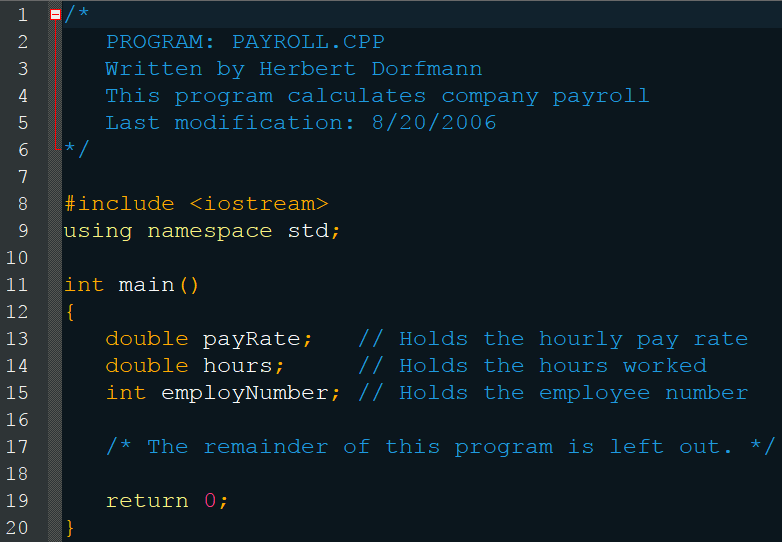 1 /*
2    PROGRAM: PAYROLL.CPP
3    Written by Herbert Dorfmann
4    This program calculates company payroll
5    Last modification: 8/20/2006
6 */
7
8 #include <iostream>
9 using namespace std;
10
11 int main()
12 {
13    double payRate;   // Holds the hourly pay rate
14    double hours;     // Holds the hours worked
15    int employNumber; // Holds the employee number
16
17    /* The remainder of this program is left out. */
18
19    return 0;
20 }